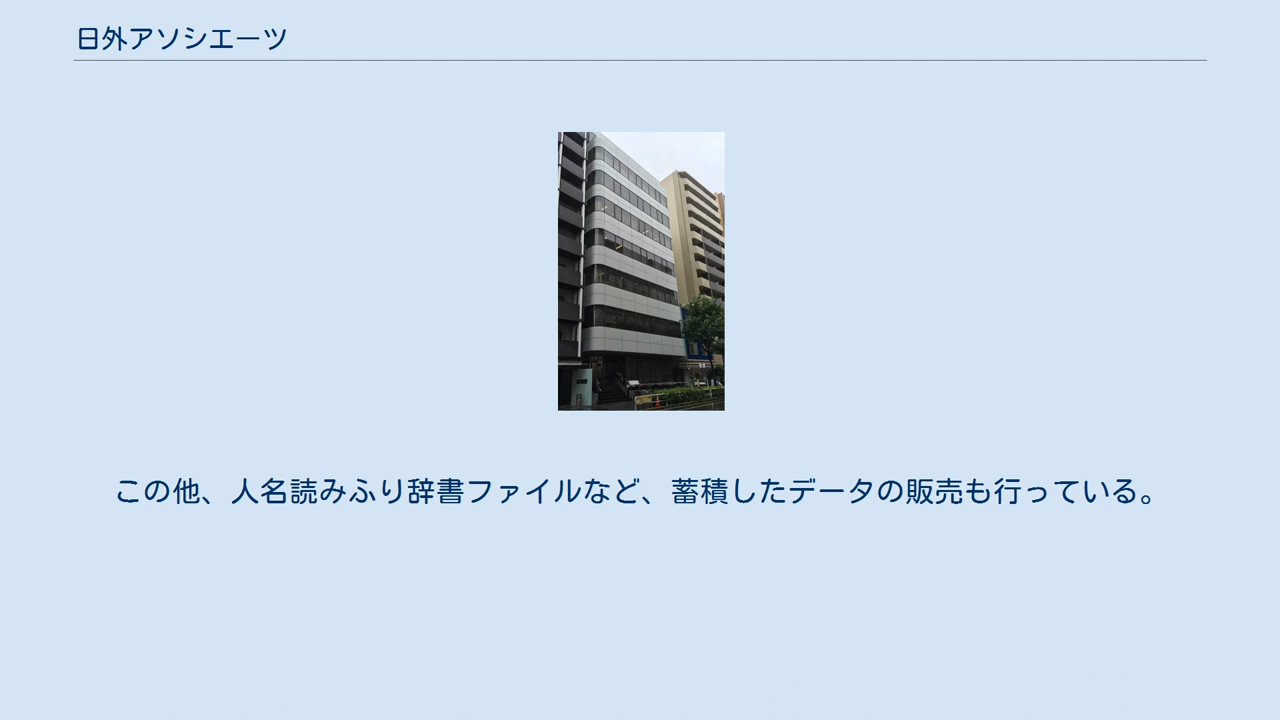 日外アソシエーツ
この他、人名読みふり辞書ファイルなど、蓄積したデータの販売も行っている。